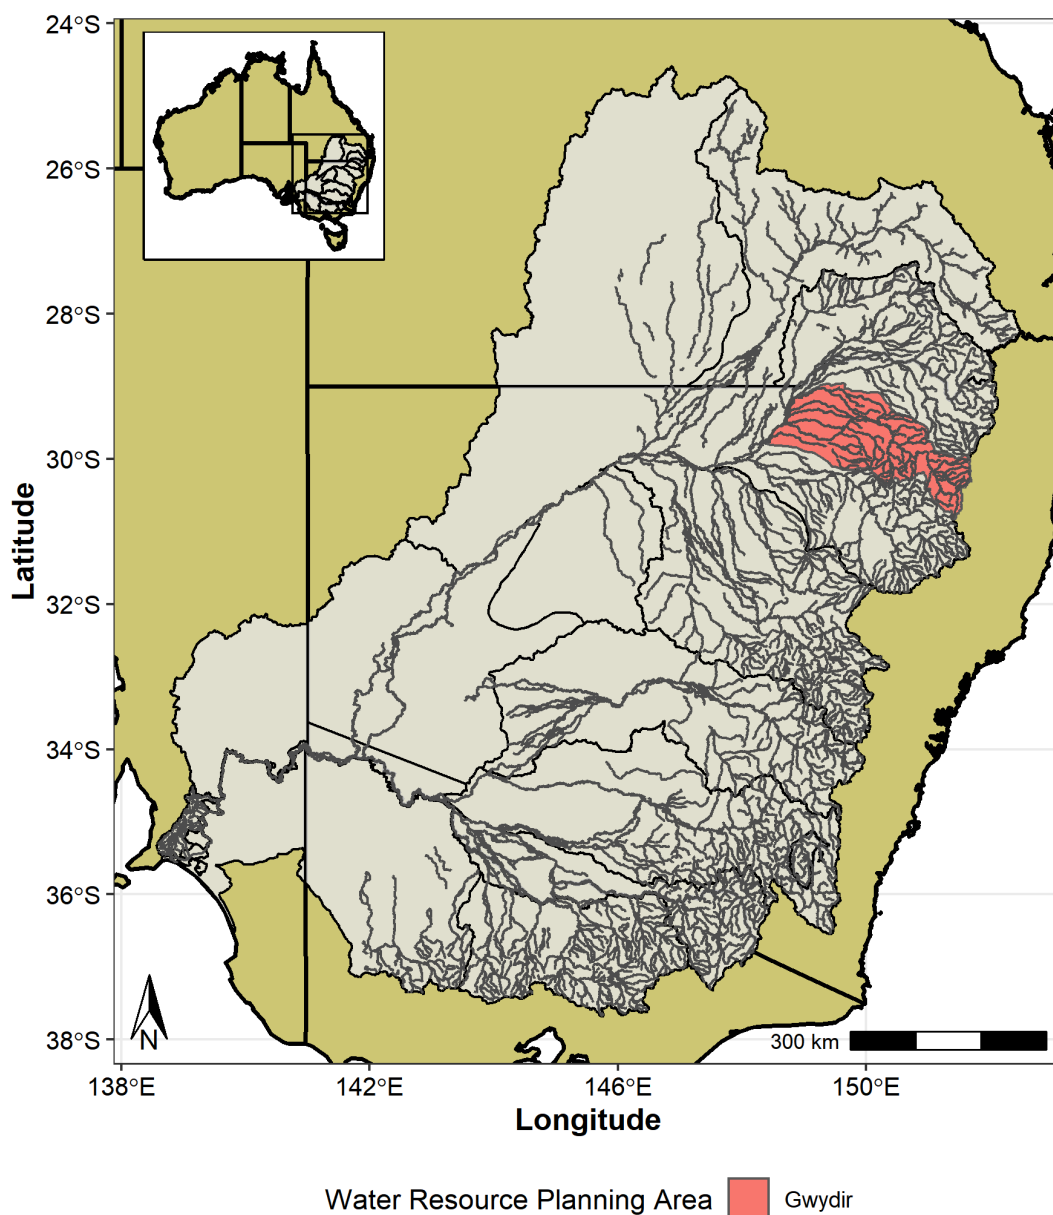 24°S
26°S
28°S
30°S
32°S
34°S
36°S
38°S
Latitude
N
300 km
138°E
142°E
146°E
150°E
Longitude
Water Resource Planning Area
Gwydir